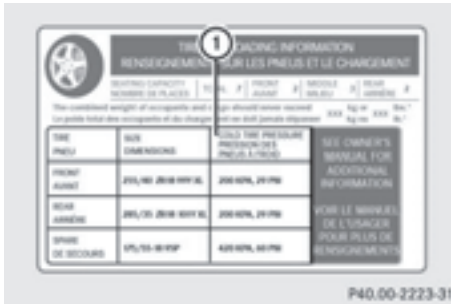 1
TIRE LOADING INFORMATION
RENSEIGNEMENT SUR LES PNEUS ET LE CHARGEMENT
SEATING CAPACITY FRONT MIDDLE REAR
NOMBRE DE PLACES AVANT MILIEU ARRIÈRE
The combined weight of occupants and should never exceed XXX kg or XXX lbs.
Le poids total des occupants et du ne doit jamais dépasser XXX kg ou XXX lb.
TIRE SIZE COLD TIRE PRESSURE SEE OWNER'S
PNEU DIMENSIONS PRESSION DES PNEUS À FROID MANUAL FOR
ADDITIONAL
INFORMATION
FRONT
AVANT 200 KPA, 29 PSI
REAR
ARRIÈRE 200 KPA, 29 PSI
VOIR LE MANUEL
DE L'USAGER
POUR PLUS DE
RENSEIGNEMENTS
SPARE
DE SECOURS 420 KPA, 60 PSI
P40.00-2223-31